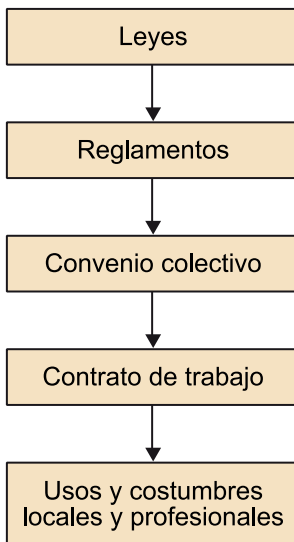 Leyes
Reglamentos
Convenio colectivo
Contrato de trabajo
Usos y costumbres
locales y profesionales